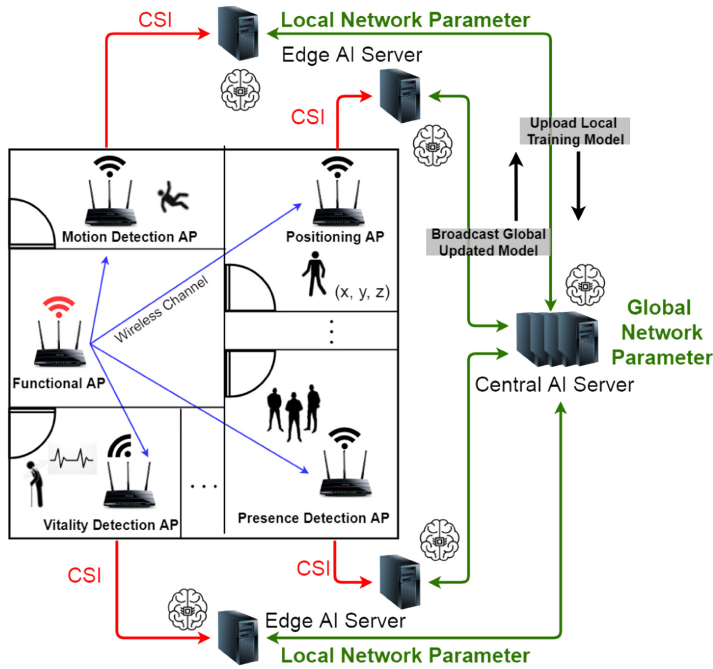 CSI
Local Network Parameter
Edge AI Server
CSI
Upload Local
Training Model
Motion Detection AP
Positioning AP
Broadcast Global
Updated Model
Wireless Channel
(x, y, z)
Functional AP
Global
Network
Parameter
Central AI Server
Vitality Detection AP
Presence Detection AP
CSI
CSI
Edge AI Server
Local Network Parameter